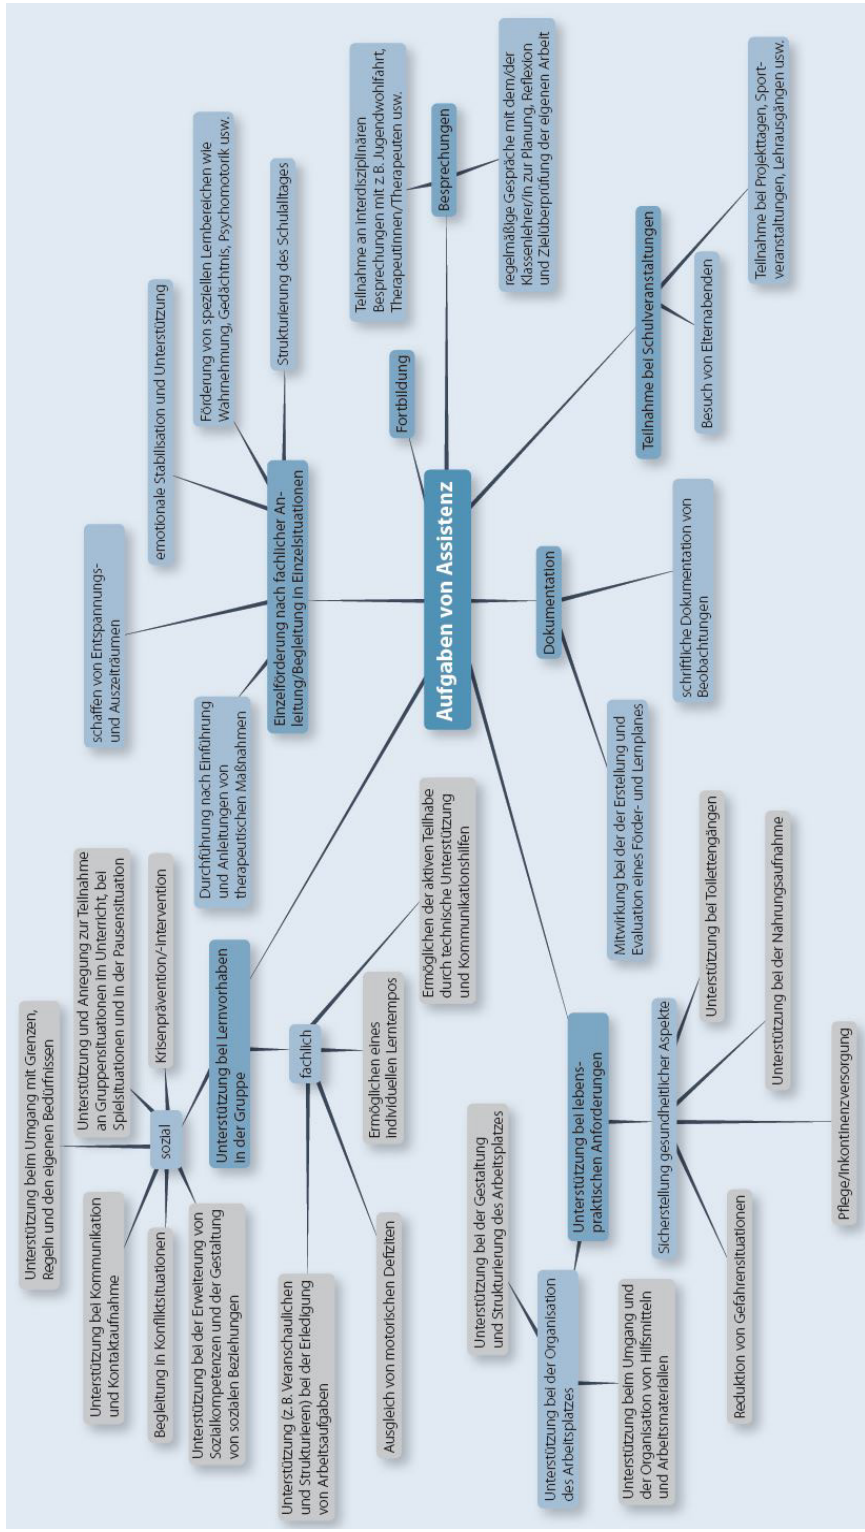 Unterstützung beim Umgang mit Grenzen,
Regeln und den eigenen Bedürfnissen
Unterstützung und Anregung zur Teilnahme
an Gruppensituationen im Unterricht, bei
Spielsituationen und in der Pausensituation
Unterstützung bei Kommunikation
und Kontaktaufnahme
sozial
Krisenprävention/-intervention
Begleitung in Konfliktsituationen
Unterstützung bei der Erweiterung von
Sozialkompetenzen und der Gestaltung
von sozialen Beziehungen
Unterstützung bei Lernvorhaben
in der Gruppe
fachlich
Unterstützung (z. B. Veranschaulichen
und Strukturieren) bei der Erledigung
von Arbeitsaufgaben
Ausgleich von motorischen Defiziten
Ermöglichen eines
individuellen Lerntempos
Ermöglichen der aktiven Teilhabe
durch technische Unterstützung
und Kommunikationshilfen
schaffen von Entspannungs-
und Auszeiträumen
emotionale Stabilisation und Unterstützung
Förderung von speziellen Lernbereichen wie
Wahrnehmung, Gedächtnis, Psychomotorik usw.
Strukturierung des Schulalltages
Durchführung nach Einführung
und Anleitungen von
therapeutischen Maßnahmen
Einzelförderung nach fachlicher An-
leitung/Begleitung in Einzelsituationen
Fortbildung
Teilnahme an interdisziplinären
Besprechungen mit z. B. Jugendwohlfahrt,
TherapeutInnen/Therapeuten usw.
Besprechungen
regelmäßige Gespräche mit dem/der
Klassenlehrer/in zur Planung, Reflexion
und Zielüberprüfung der eigenen Arbeit
Aufgaben von Assistenz
Unterstützung bei der Gestaltung
und Strukturierung des Arbeitsplatzes
Unterstützung bei der Organisation
des Arbeitsplatzes
Unterstützung beim Umgang und
der Organisation von Hilfsmitteln
und Arbeitsmaterialien
Unterstützung bei lebens-
praktischen Anforderungen
Sicherstellung gesundheitlicher Aspekte
Reduktion von Gefahrensituationen
Pflege/Inkontinenzversorgung
Unterstützung bei der Nahrungsaufnahme
Unterstützung bei Toilettengängen
Dokumentation
Mitwirkung bei der der Erstellung und
Evaluation eines Förder- und Lernplanes
schriftliche Dokumentation von
Beobachtungen
Teilnahme bei Schulveranstaltungen
Besuch von Elternabenden
Teilnahme bei Projekttagen, Sport-
veranstaltungen, Lehrausgängen usw.